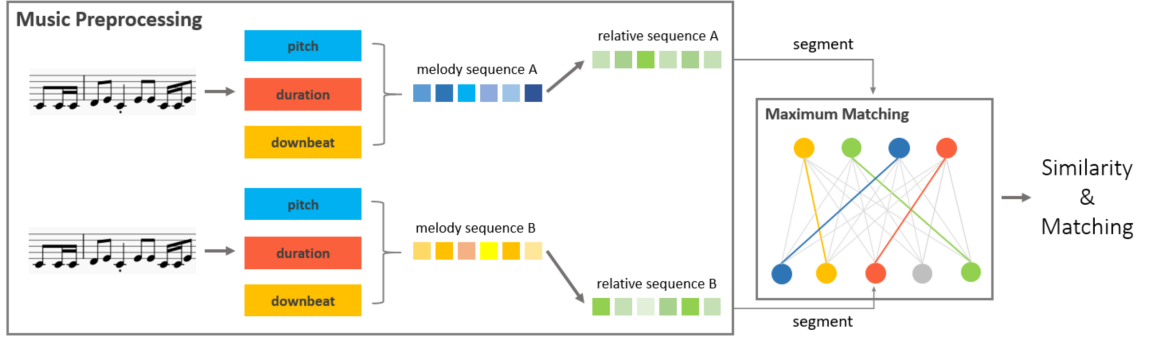 Music Preprocessing
pitch
duration
downbeat
melody sequence A
relative sequence A
segment
pitch
duration
downbeat
melody sequence B
relative sequence B
segment
Maximum Matching
Similarity
&
Matching